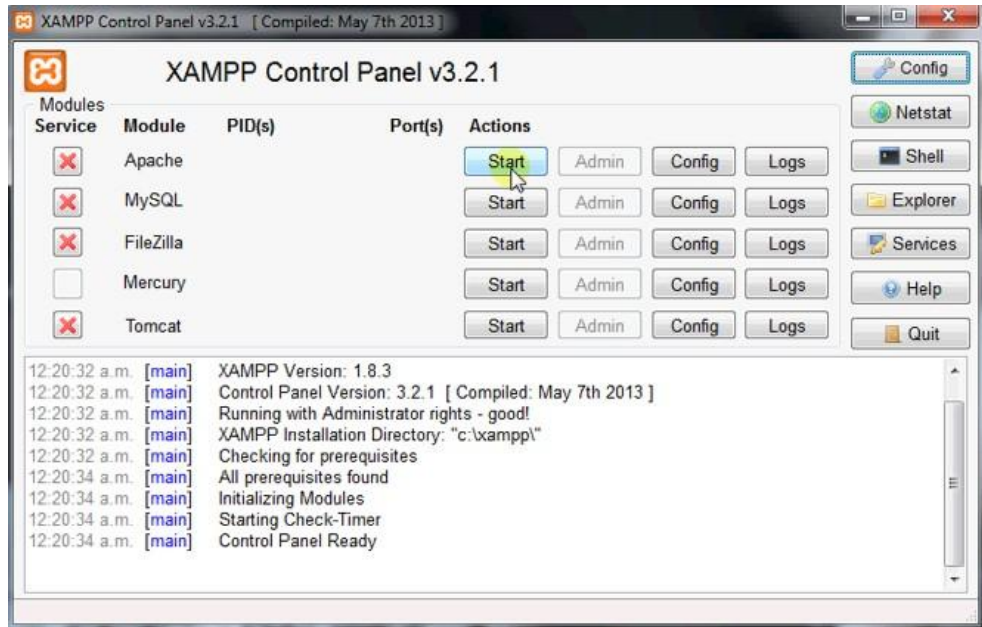 XAMPP Control Panel v3.2.1 [ Compiled: May 7th 2013 ]
XAMPP Control Panel v3.2.1
Config
Modules
Service Module PID(s) Port(s) Actions
Netstat
Apache Start Admin Config Logs
Shell
MySQL Start Admin Config Logs
Explorer
FileZilla Start Admin Config Logs
Services
Mercury Start Admin Config Logs
Help
Tomcat Start Admin Config Logs
Quit
12:20:32 a.m. [main] XAMPP Version: 1.8.3
12:20:32 a.m. [main] Control Panel Version: 3.2.1 [ Compiled: May 7th 2013 ]
12:20:32 a.m. [main] Running with Administrator rights - good!
12:20:32 a.m. [main] XAMPP Installation Directory: "c:\xampp\"
12:20:32 a.m. [main] Checking for prerequisites
12:20:34 a.m. [main] All prerequisites found
12:20:34 a.m. [main] Initializing Modules
12:20:34 a.m. [main] Starting Check-Timer
12:20:34 a.m. [main] Control Panel Ready